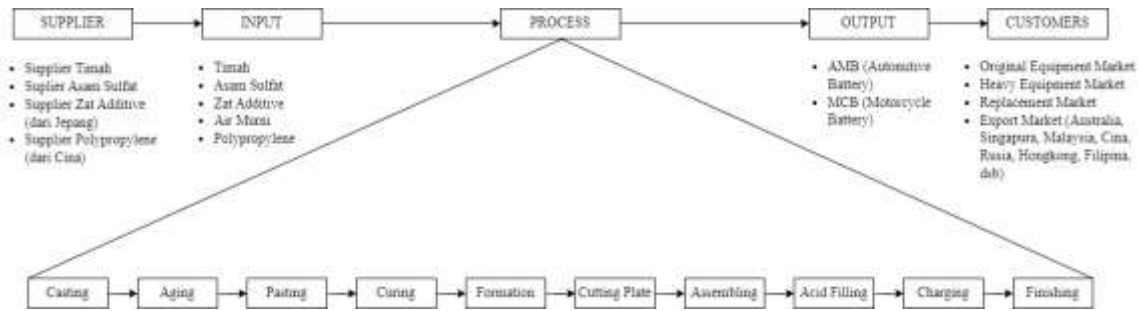 SUPPLIER
INPUT
PROCESS
OUTPUT
CUSTOMERS
• Supplier Timah
• Suplier Asam Sulfat
• Supplier Zat Additive
(dari Jepang)
• Supplier Polypropylene
(dari Cina)
• Timah
• Asam Sulfat
• Zat Additive
• Air Murni
• Polypropylene
• AMB (Automotive
Battery)
• MCB (Motorcycle
Battery)
• Original Equipment Market
• Heavy Equipment Market
• Replacement Market
• Export Market (Australia,
Singapura, Malaysia, Cina,
Rusia, Hongkong, Filipina,
dsb)
Casting
Aging
Pasting
Curing
Formation
Cutting Plate
Assembling
Acid Filling
Charging
Finishing